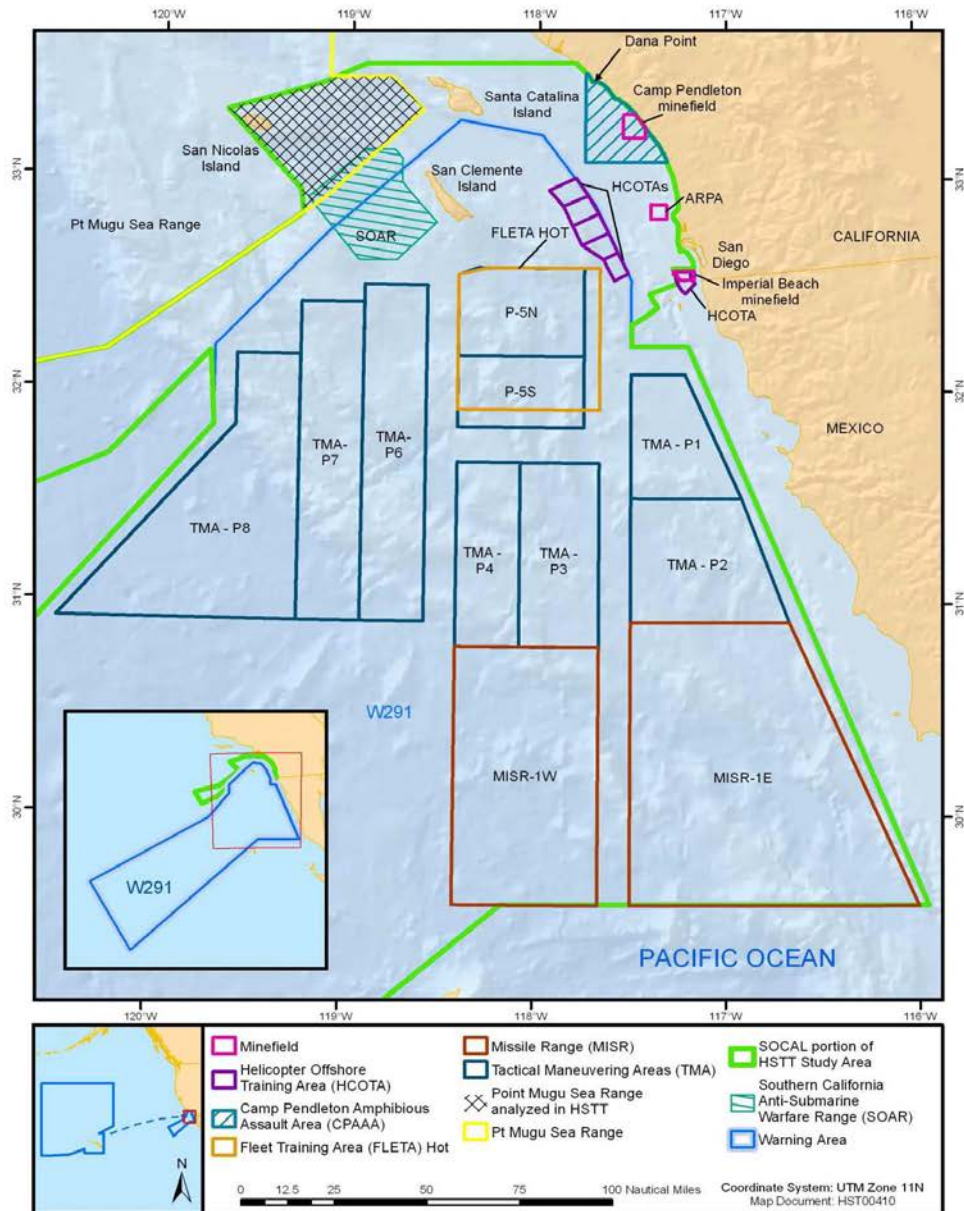 120°W
119°W
118°W
117°W
116°W
Dana Point
Camp Pendleton
minefield
Santa Catalina
Island
San Nicolas
Island
33°N
33°N
San Clemente
Island
HCOTAs
ARPA
Pt Mugu Sea Range
SOAR
FLETA HOT
CALIFORNIA
San
Diego
Imperial Beach
minefield
HCOTA
P-5N
32°N
32°N
P-5S
MEXICO
TMA - P1
TMA-
P7
TMA-
P6
TMA - P8
TMA -
P4
TMA -
P3
TMA - P2
31°N
31°N
W291
MISR-1W
MISR-1E
30°N
30°N
W291
PACIFIC OCEAN
120°W
119°W
118°W
117°W
116°W
Minefield
Helicopter Offshore
Training Area (HCOTA)
Camp Pendleton Amphibious
Assault Area (CPAAA)
Fleet Training Area (FLETA) Hot
Missile Range (MISR)
Tactical Maneuvering Areas (TMA)
Point Mugu Sea Range
analyzed in HSTT
Pt Mugu Sea Range
SOCAL portion of
HSTT Study Area
Southern California
Anti-Submarine
Warfare Range (SOAR)
Warning Area
N
0 12.5 25 50 75 100 Nautical Miles
Coordinate System: UTM Zone 11N
Map Document: HST00410